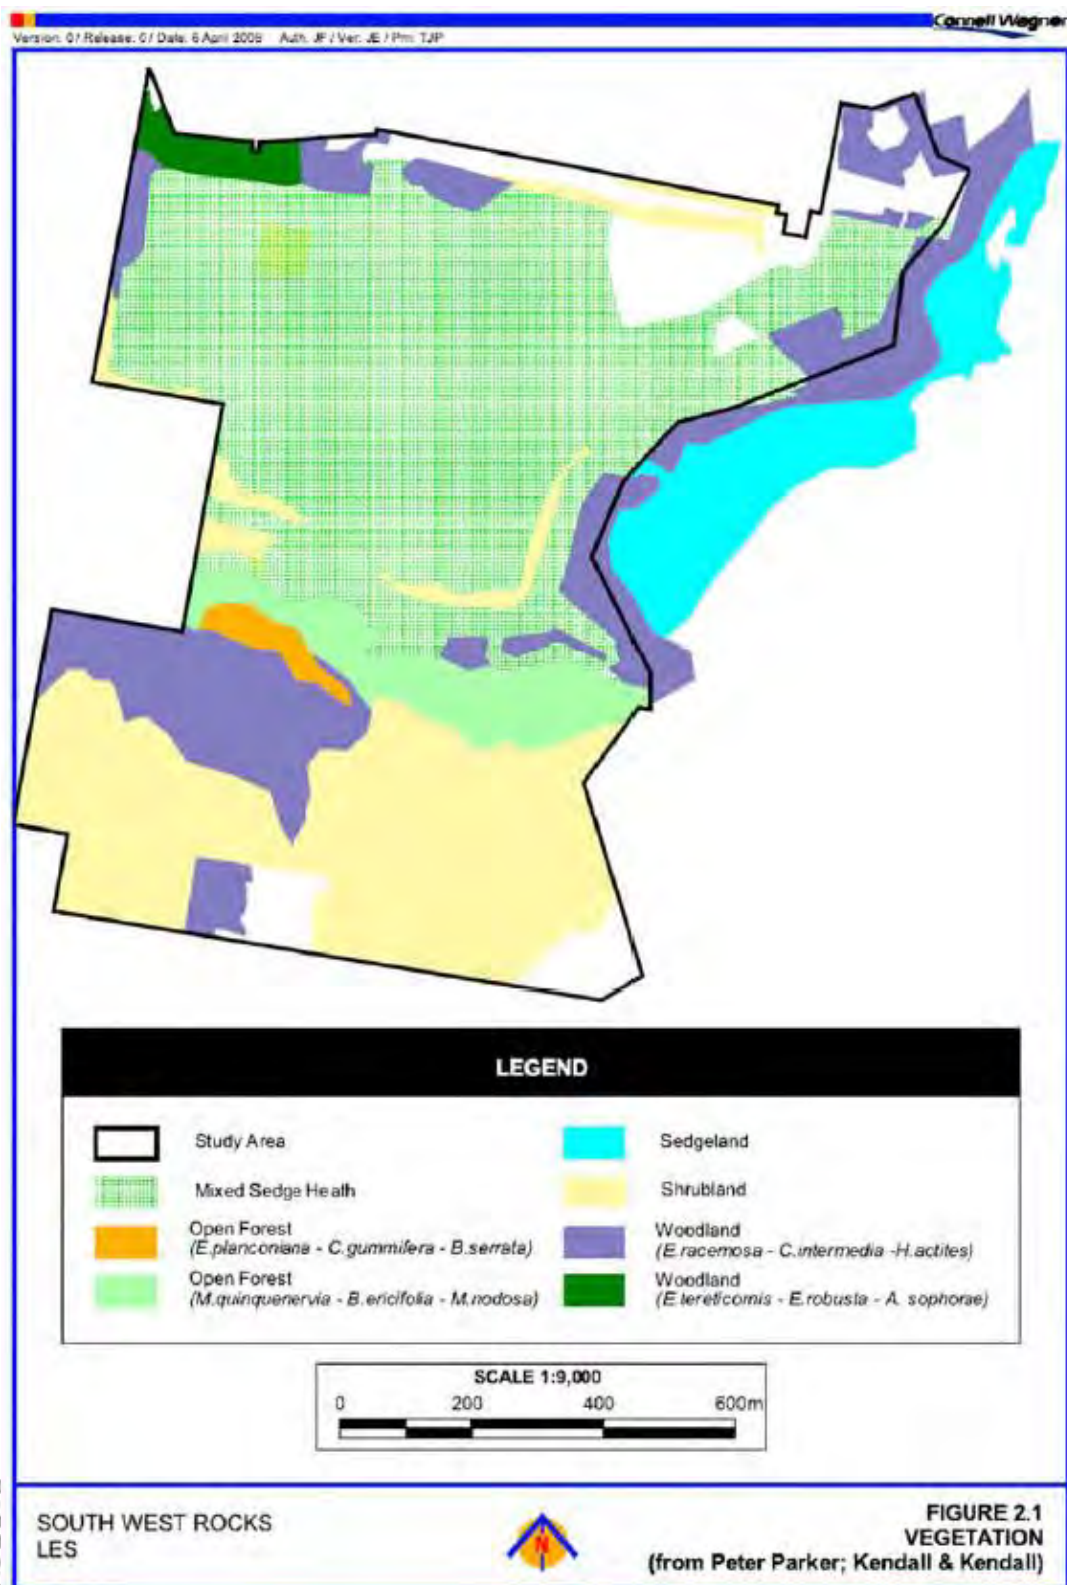 Connell Wagner
Version: 0 / Release: 0 / Date: 6 April 2009 Auth: JF / Ver: JE / Pm: TJP
LEGEND
Study Area
Mixed Sedge Heath
Open Forest
(E.planconiana - C.gummifera - B.serrata)
Open Forest
(M.quinquenervia - B.ericifolia - M.nodosa)
Sedgeland
Shrubland
Woodland
(E.racemosa - C.intermedia -H.actites)
Woodland
(E.tereticornis - E.robusta - A. sophorae)
SCALE 1:9,000
0 200 400 600m
SOUTH WEST ROCKS
LES
N
FIGURE 2.1
VEGETATION
(from Peter Parker; Kendall & Kendall)